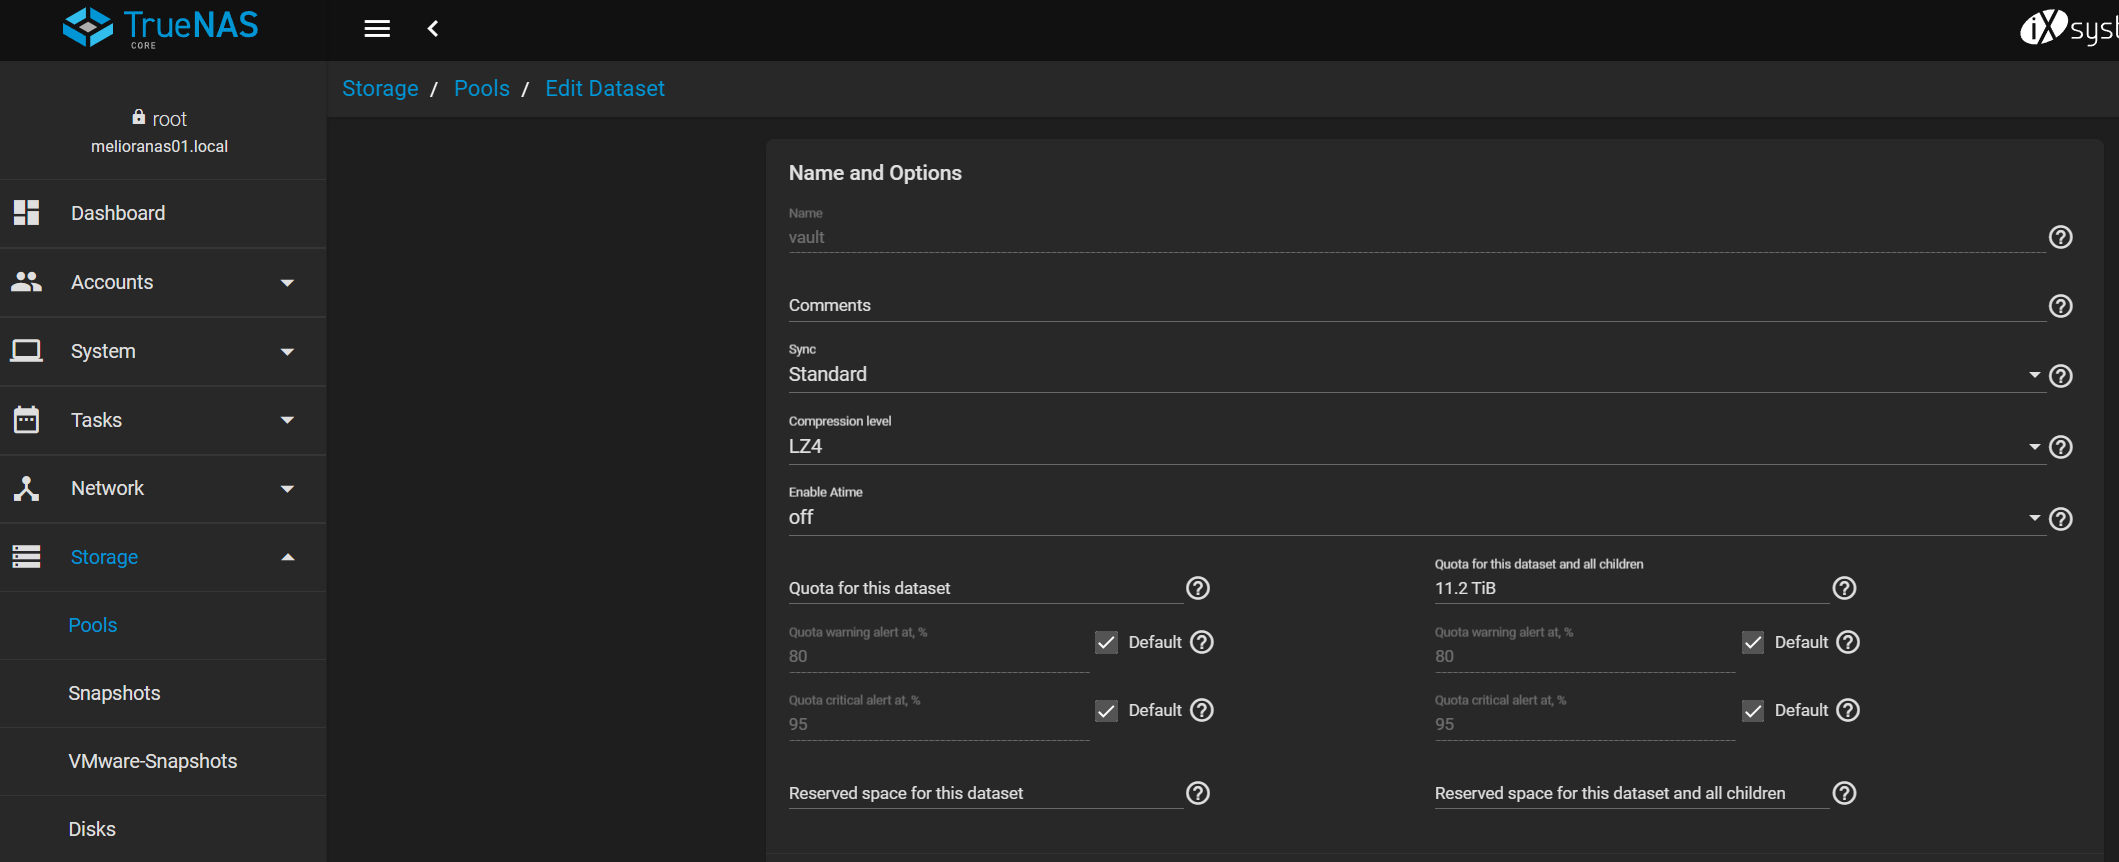 TrueNAS
CORE
iXsyst
root
melioranas01.local
Dashboard
Accounts
System
Tasks
Network
Storage
Pools
Snapshots
VMware-Snapshots
Disks
Storage / Pools / Edit Dataset
Name and Options
Name
vault
Comments
Sync
Standard
Compression level
LZ4
Enable Atime
off
Quota for this dataset
Quota warning alert at, %
80
Default
Quota critical alert at, %
95
Default
Reserved space for this dataset
Quota for this dataset and all children
11.2 TiB
Quota warning alert at, %
80
Default
Quota critical alert at, %
95
Default
Reserved space for this dataset and all children